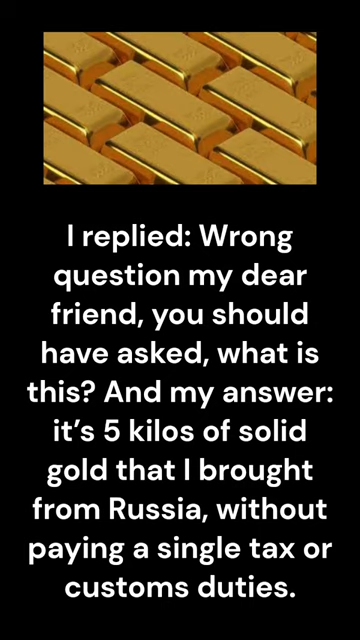 I replied: Wrong
question my dear
friend, you should
have asked, what is
this? And my answer:
it’s 5 kilos of solid
gold that I brought
from Russia, without
paying a single tax or
customs duties.